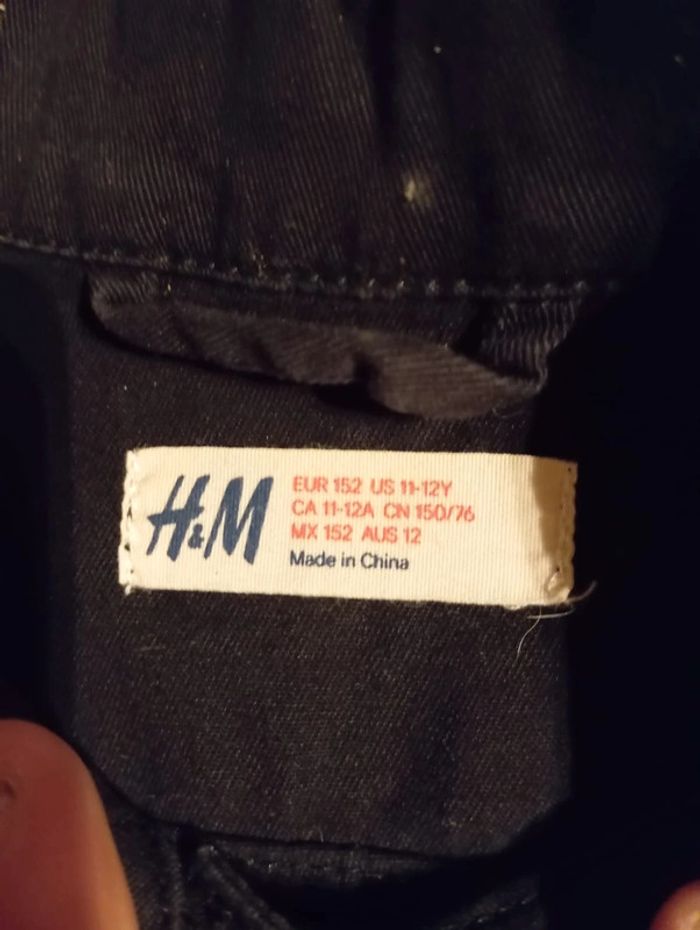 H&M
EUR 152 US 11-12Y
CA 11-12A CN 150/76
MX 152 AUS 12
Made in China